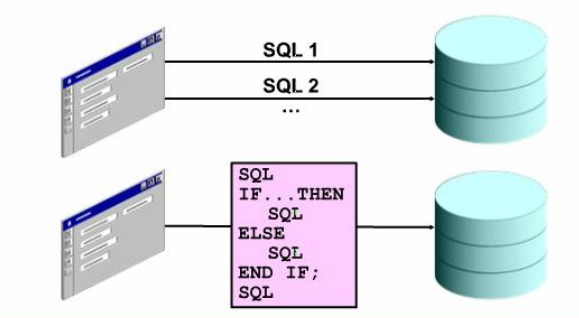 SQL 1
SQL 2
...
SQL
IF...THEN
SQL
ELSE
SQL
END IF;
SQL